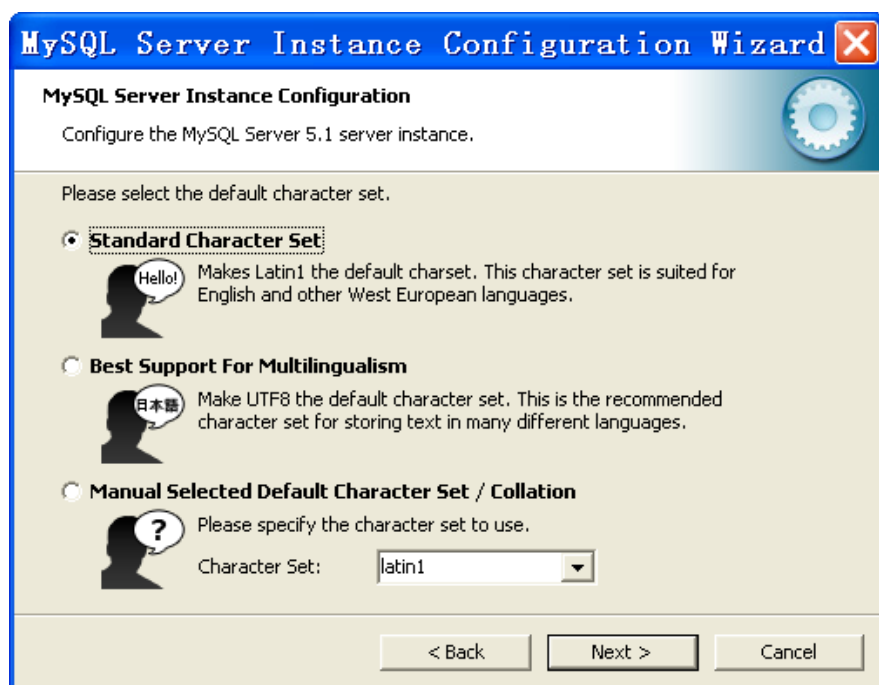 MySQL Server Instance Configuration Wizard
MySQL Server Instance Configuration
Configure the MySQL Server 5.1 server instance.
Please select the default character set.
Standard Character Set
Hello!
Makes Latin1 the default charset. This character set is suited for
English and other West European languages.
Best Support For Multilingualism
日本語
Make UTF8 the default character set. This is the recommended
character set for storing text in many different languages.
Manual Selected Default Character Set / Collation
?
Please specify the character set to use.
Character Set: latin1
< Back Next > Cancel